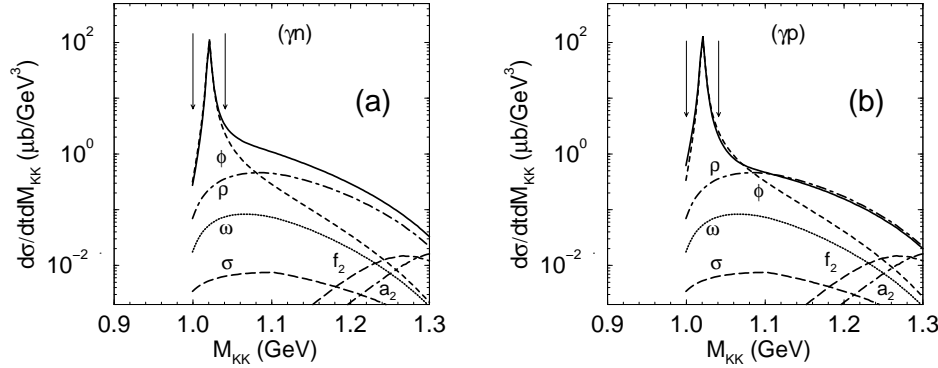 (γn)
(a)
dσ/dtdM_KK (μb/GeV³)
10²
10⁰
10⁻²
ϕ
ρ
ω
σ
f₂
a₂
0.9 1.0 1.1 1.2 1.3
M_KK (GeV)
(γp)
(b)
dσ/dtdM_KK (μb/GeV³)
10²
10⁰
10⁻²
ρ
ϕ
ω
σ
f₂
a₂
0.9 1.0 1.1 1.2 1.3
M_KK (GeV)